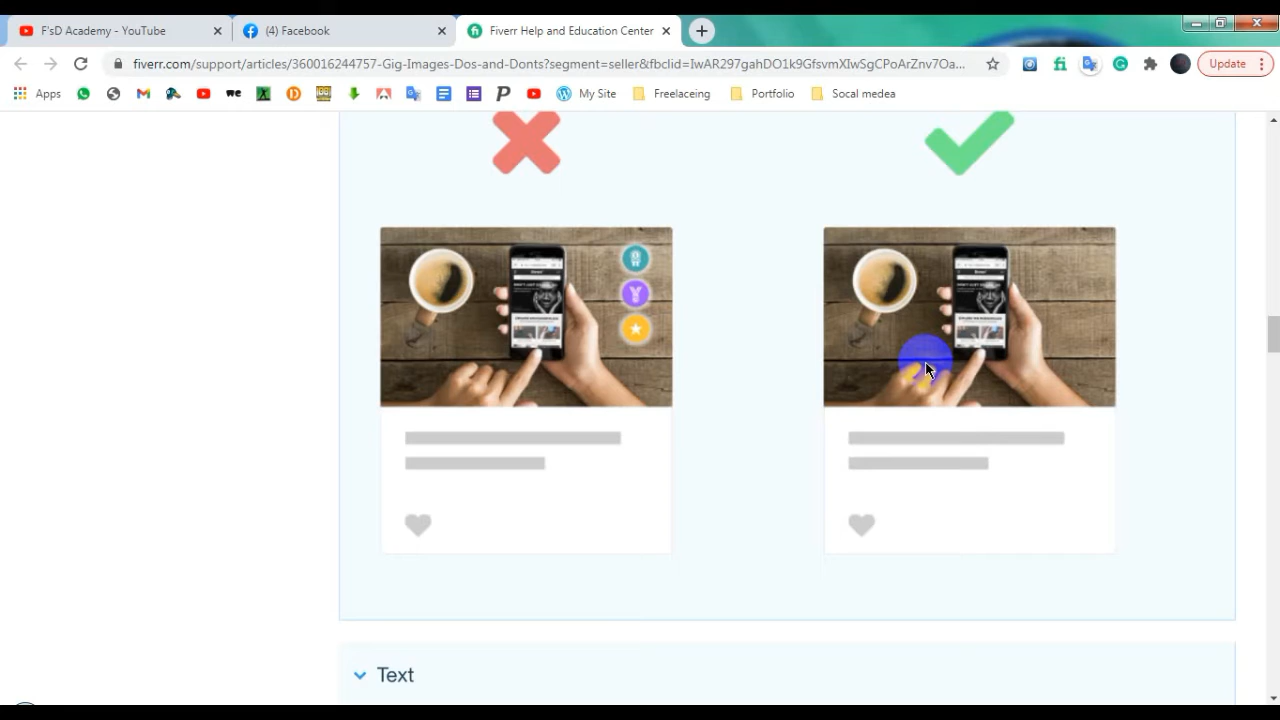 F'sD Academy - YouTube
(4) Facebook
Fiverr Help and Education Center
fiverr.com/support/articles/360016244757-Gig-Images-Dos-and-Donts?segment=seller&fbclid=IwAR297gahDO1k9GfsvmXIwSgCPoArZnv7Oa...
Update
Apps
My Site
Freelaceing
Portfolio
Socal medea
Text